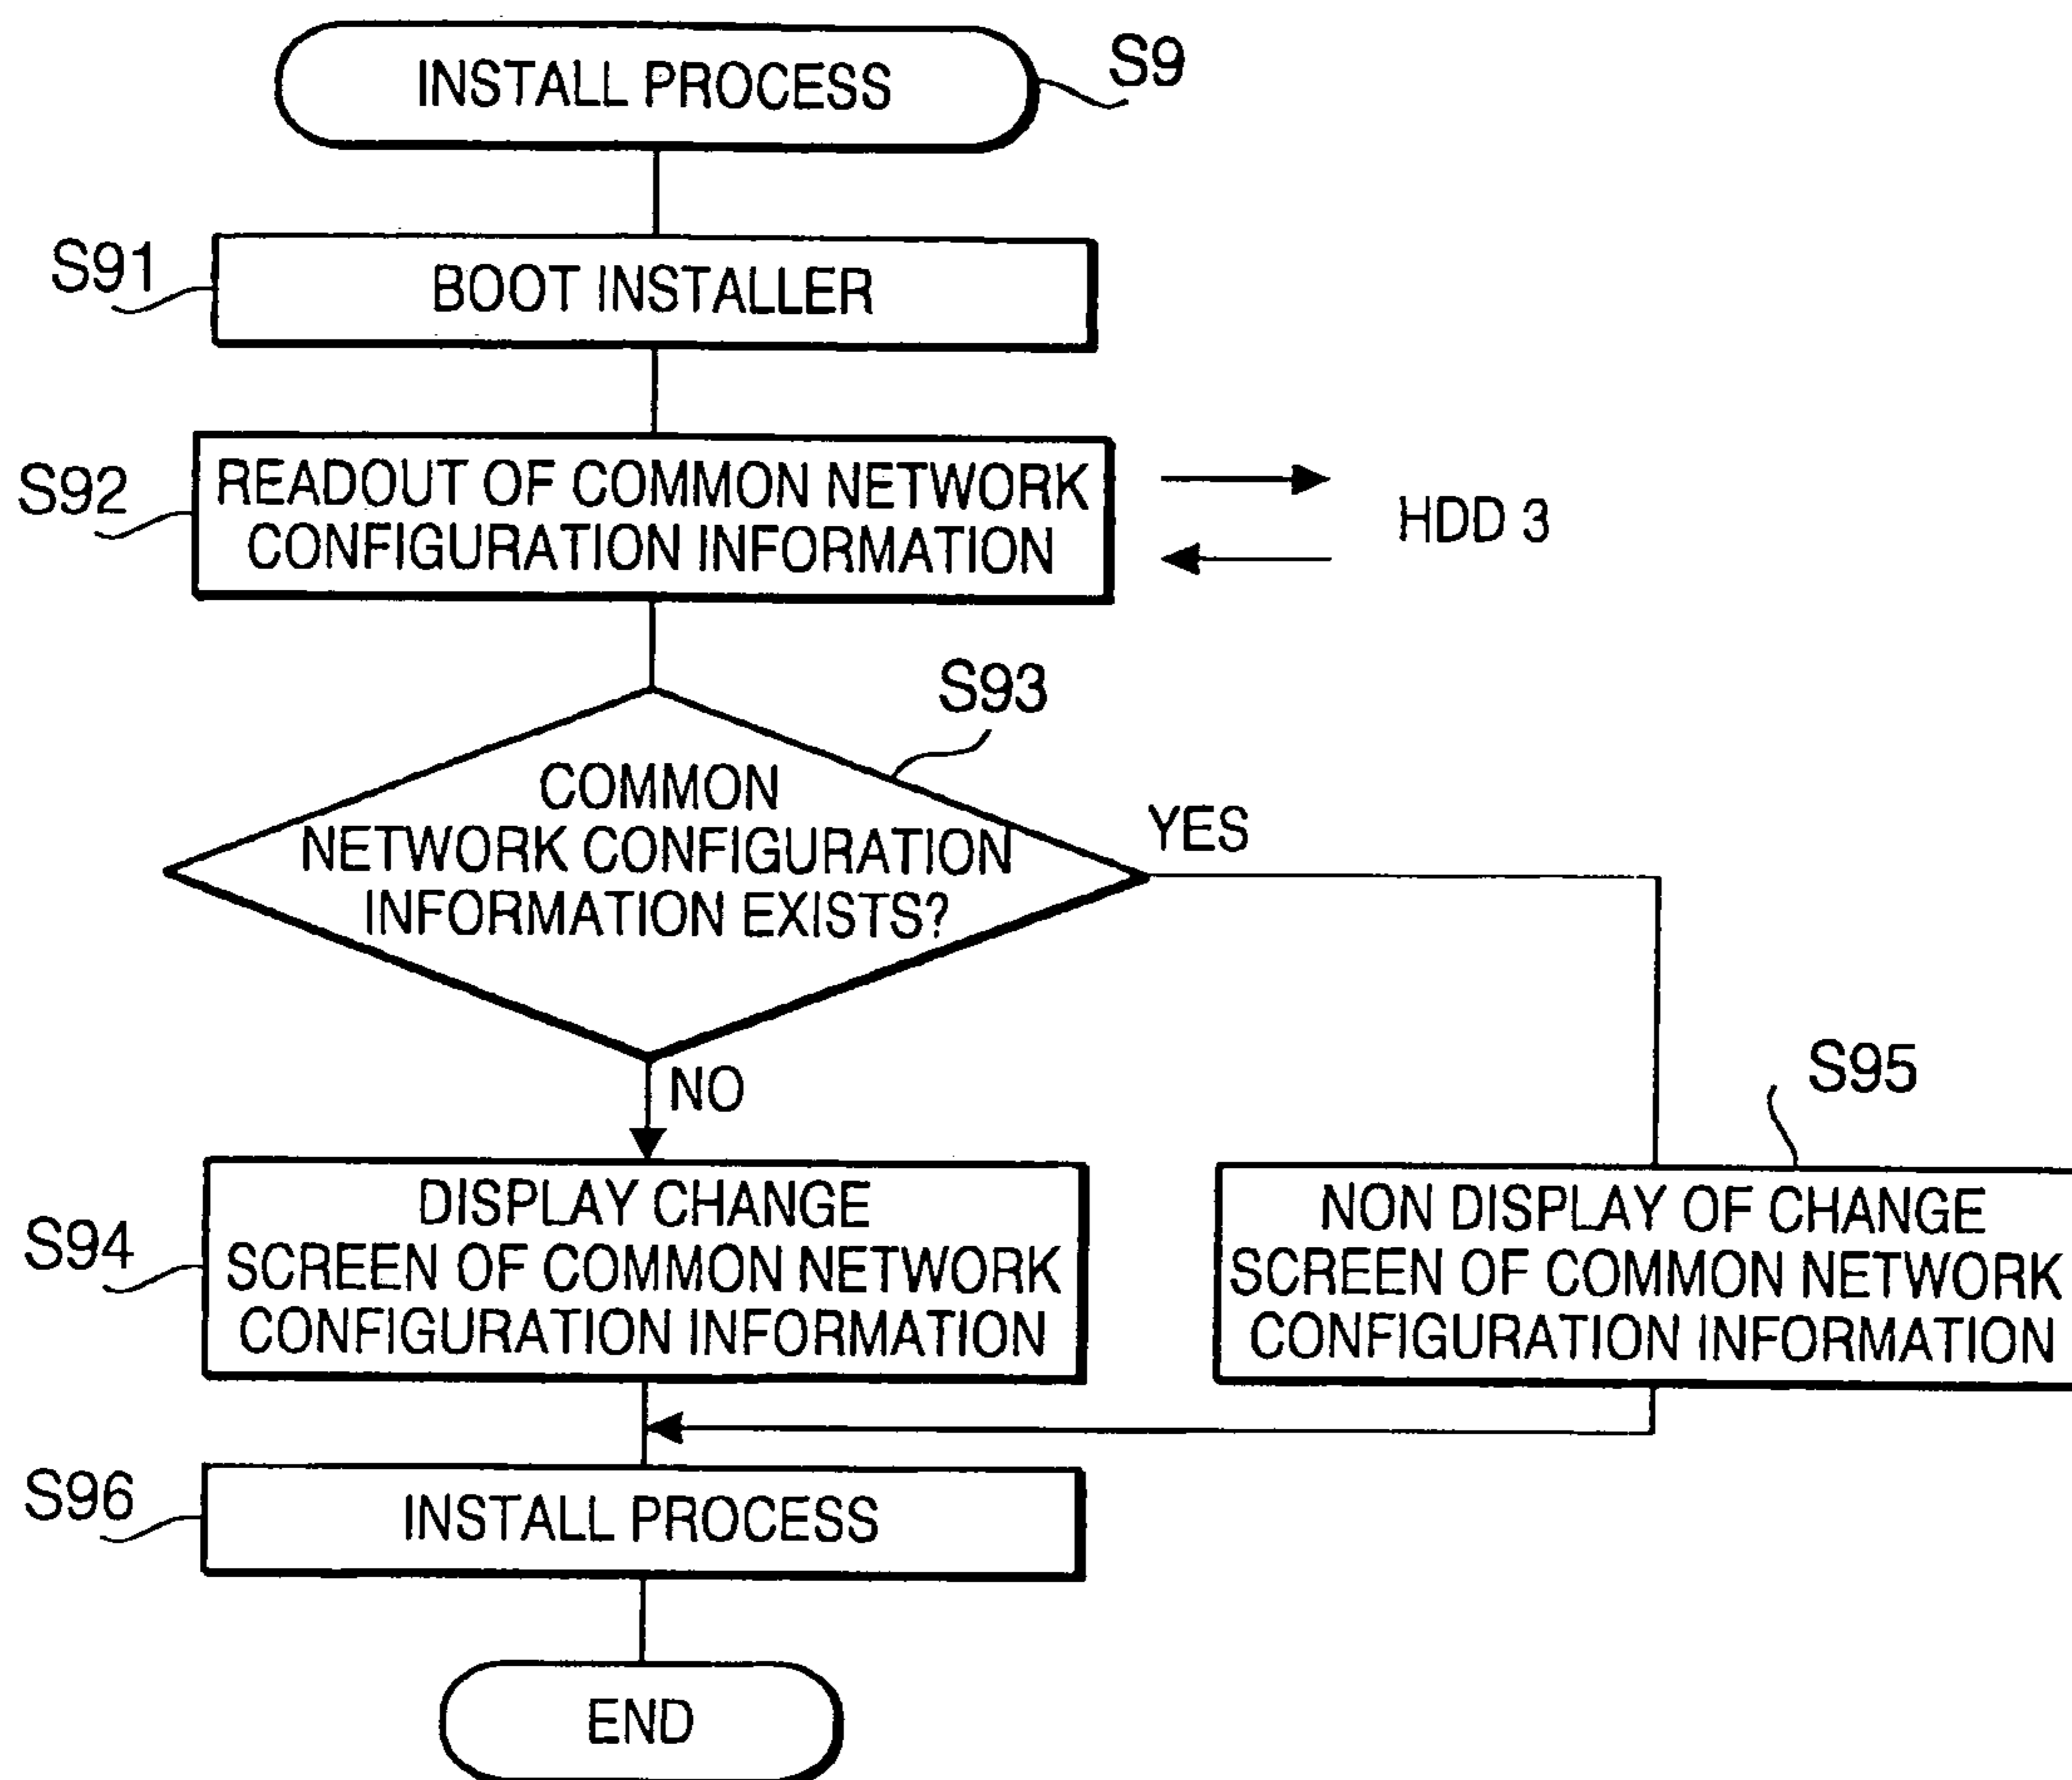 INSTALL PROCESS
S9
S91
BOOT INSTALLER
S92
READOUT OF COMMON NETWORK
CONFIGURATION INFORMATION
HDD 3
S93
COMMON
NETWORK CONFIGURATION
INFORMATION EXISTS?
YES
NO
S94
DISPLAY CHANGE
SCREEN OF COMMON NETWORK
CONFIGURATION INFORMATION
S95
NON DISPLAY OF CHANGE
SCREEN OF COMMON NETWORK
CONFIGURATION INFORMATION
S96
INSTALL PROCESS
END